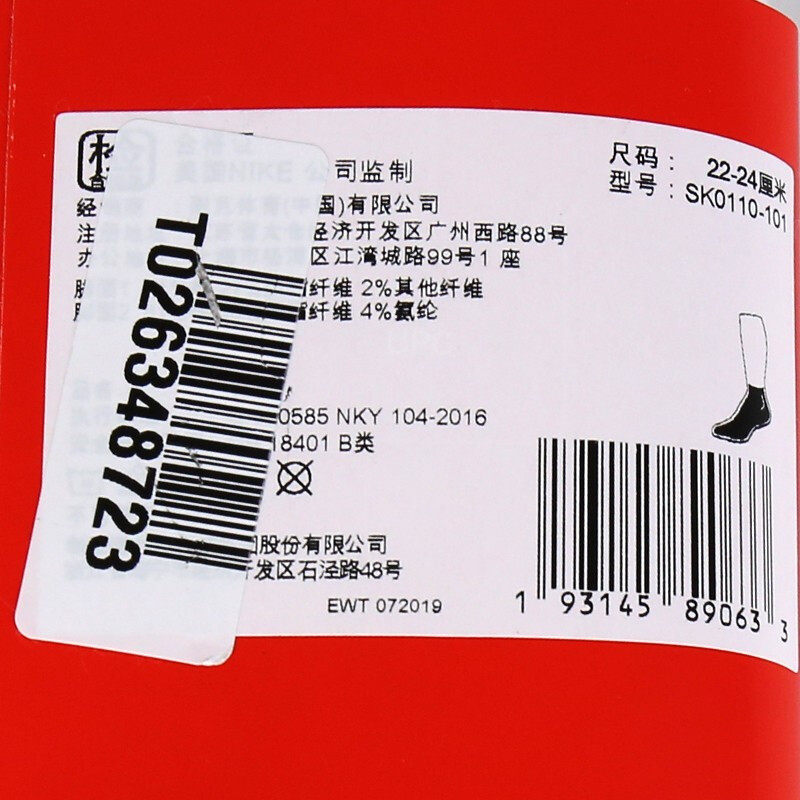 司监制
国)有限公司
经济开发区广州西路88号
区江湾城路99号1座
纤维 2%其他纤维
纤维 4%氨纶
0585 NKY 104-2016
18401 B类
股份有限公司
开发区石泾路48号
EWT 072019
尺码: 22-24厘米
型号: SK0110-101
1 93145 89063 3
T026348723